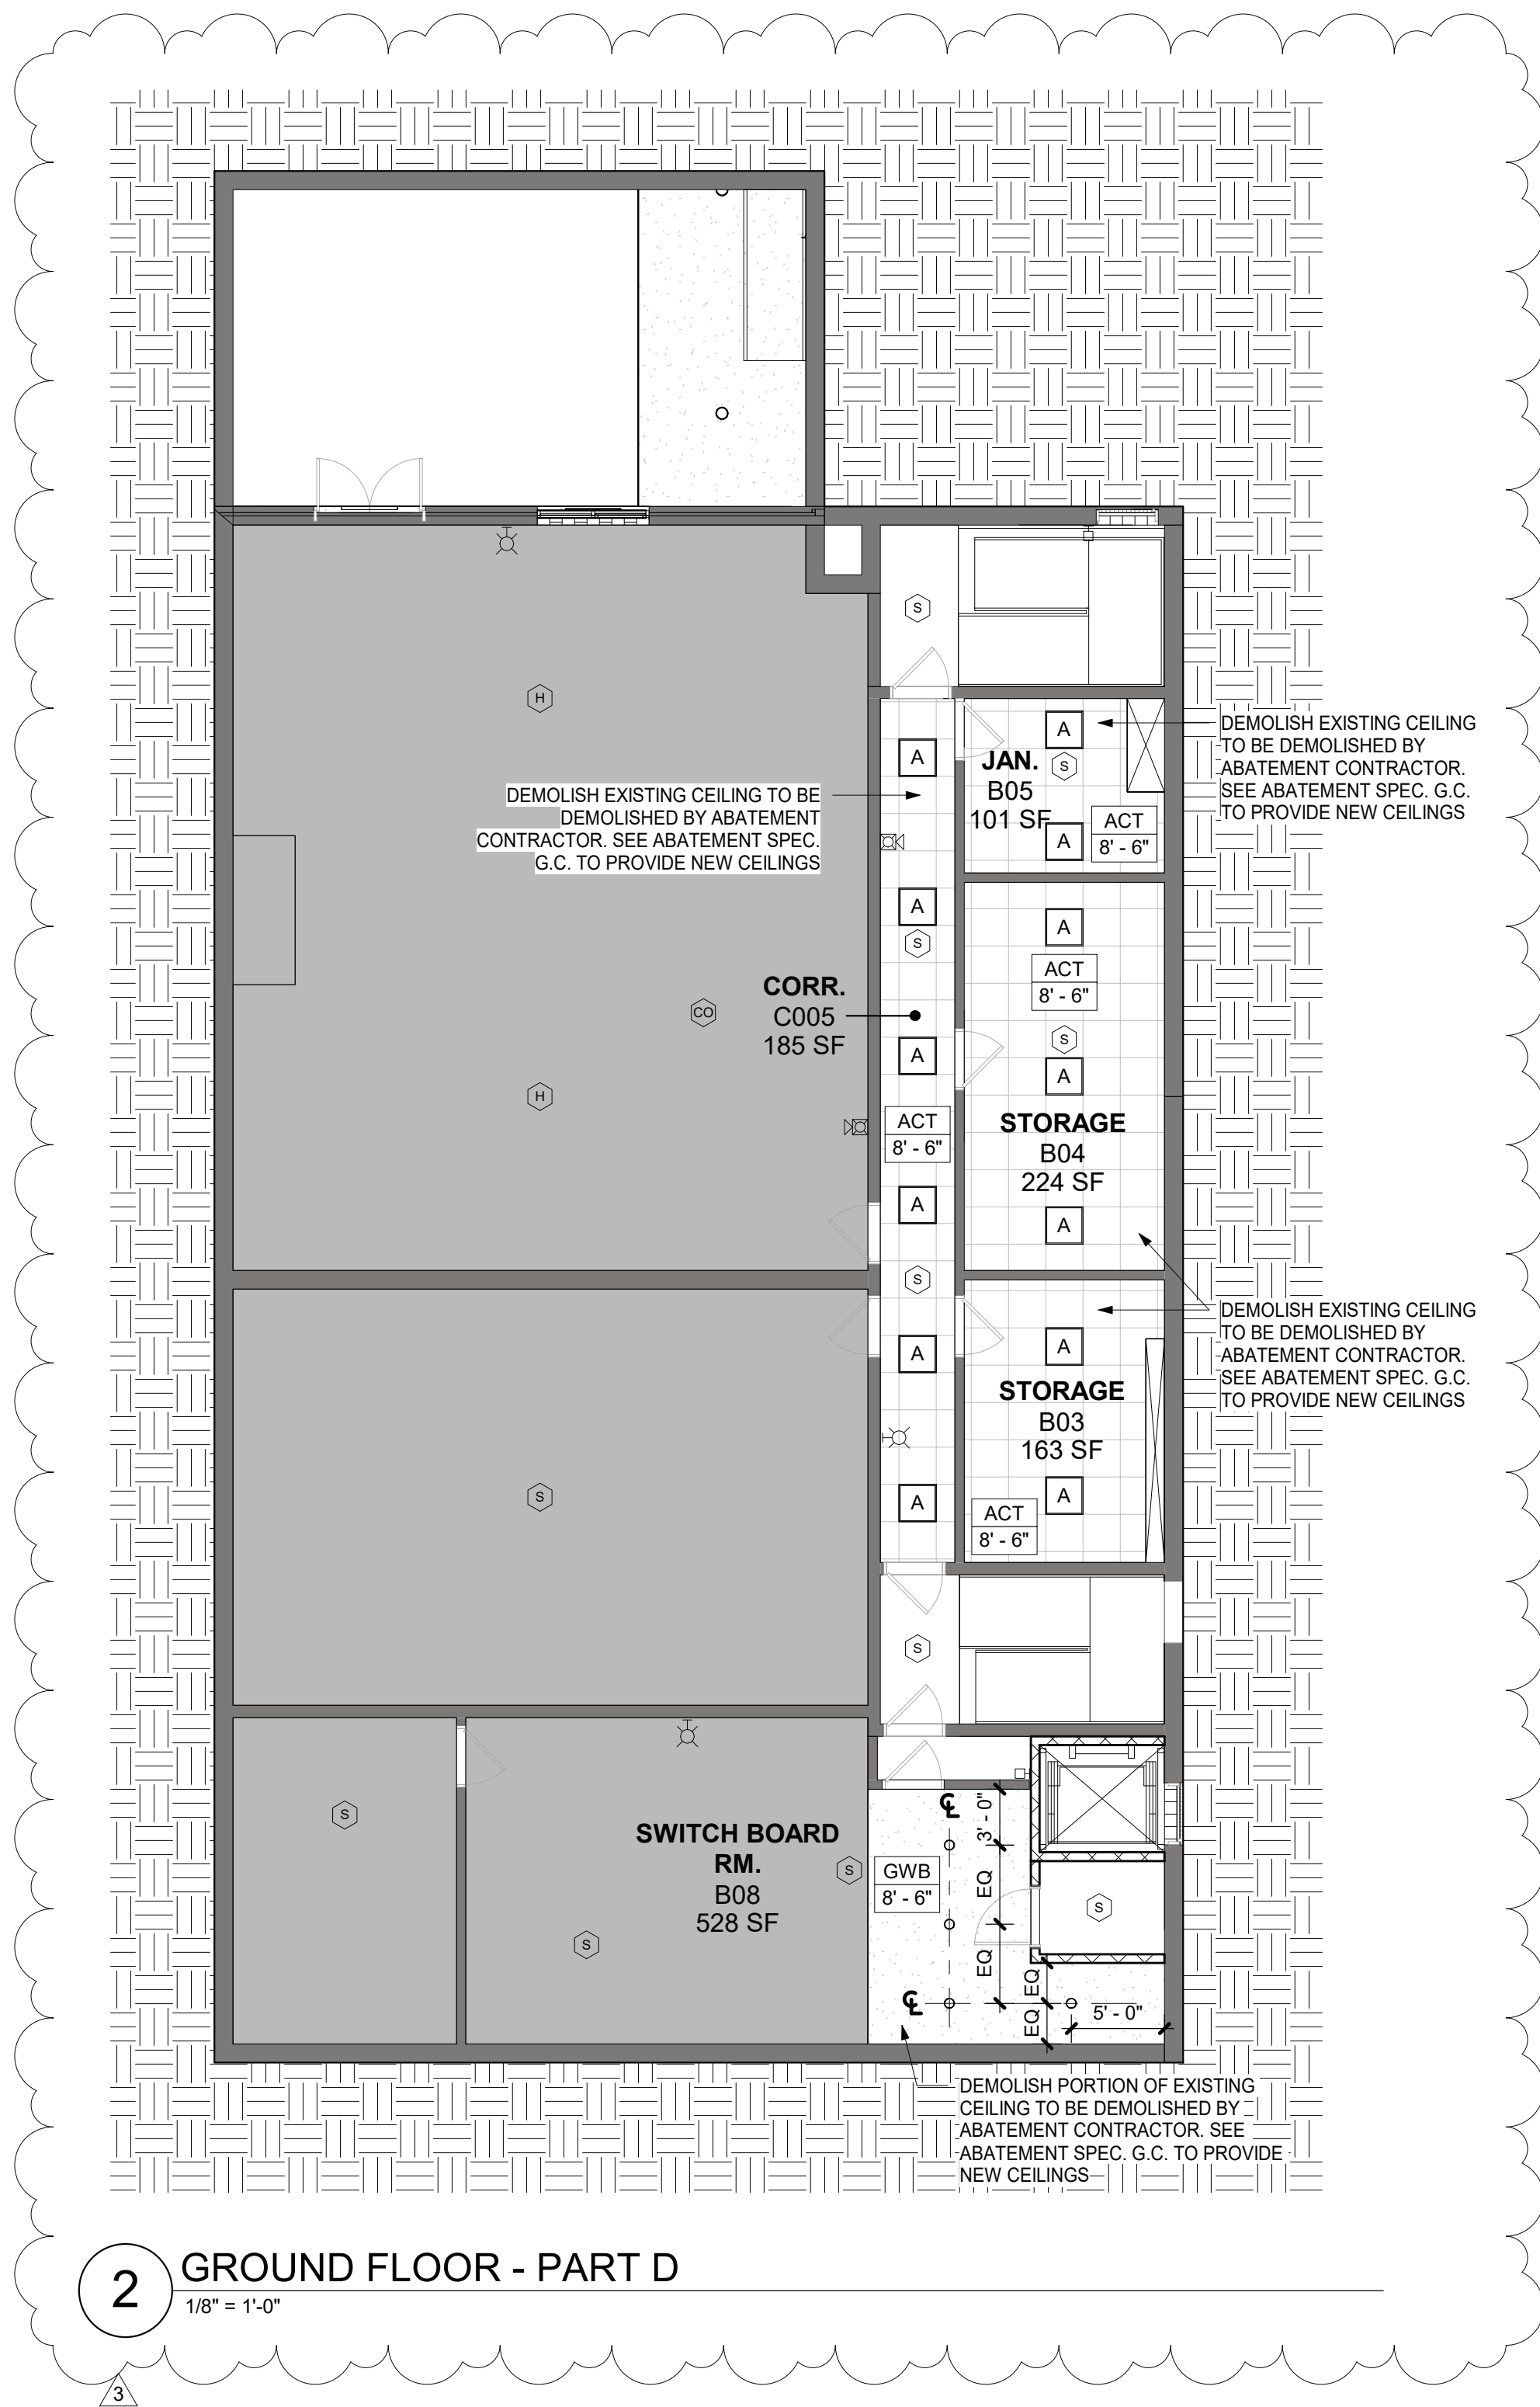 S
H
DEMOLISH EXISTING CEILING
TO BE DEMOLISHED BY
ABATEMENT CONTRACTOR.
SEE ABATEMENT SPEC. G.C.
TO PROVIDE NEW CEILINGS
A
A
JAN.
B05
101 SF
S
A
ACT
8' - 6"
DEMOLISH EXISTING CEILING TO BE
DEMOLISHED BY ABATEMENT
CONTRACTOR. SEE ABATEMENT SPEC.
G.C. TO PROVIDE NEW CEILINGS
A
S
A
ACT
8' - 6"
CORR.
C005
185 SF
CO
H
A
S
A
ACT
8' - 6"
STORAGE
B04
224 SF
A
A
S
DEMOLISH EXISTING CEILING
TO BE DEMOLISHED BY
ABATEMENT CONTRACTOR.
SEE ABATEMENT SPEC. G.C.
TO PROVIDE NEW CEILINGS
A
A
STORAGE
B03
163 SF
S
A
A
ACT
8' - 6"
S
S
SWITCH BOARD
RM.
B08
528 SF
S
S
GWB
8' - 6"
℄
3' - 0"
EQ
EQ
S
℄
EQ
EQ
5' - 0"
DEMOLISH PORTION OF EXISTING
CEILING TO BE DEMOLISHED BY
ABATEMENT CONTRACTOR. SEE
ABATEMENT SPEC. G.C. TO PROVIDE
NEW CEILINGS
2
GROUND FLOOR - PART D
1/8" = 1'-0"
3